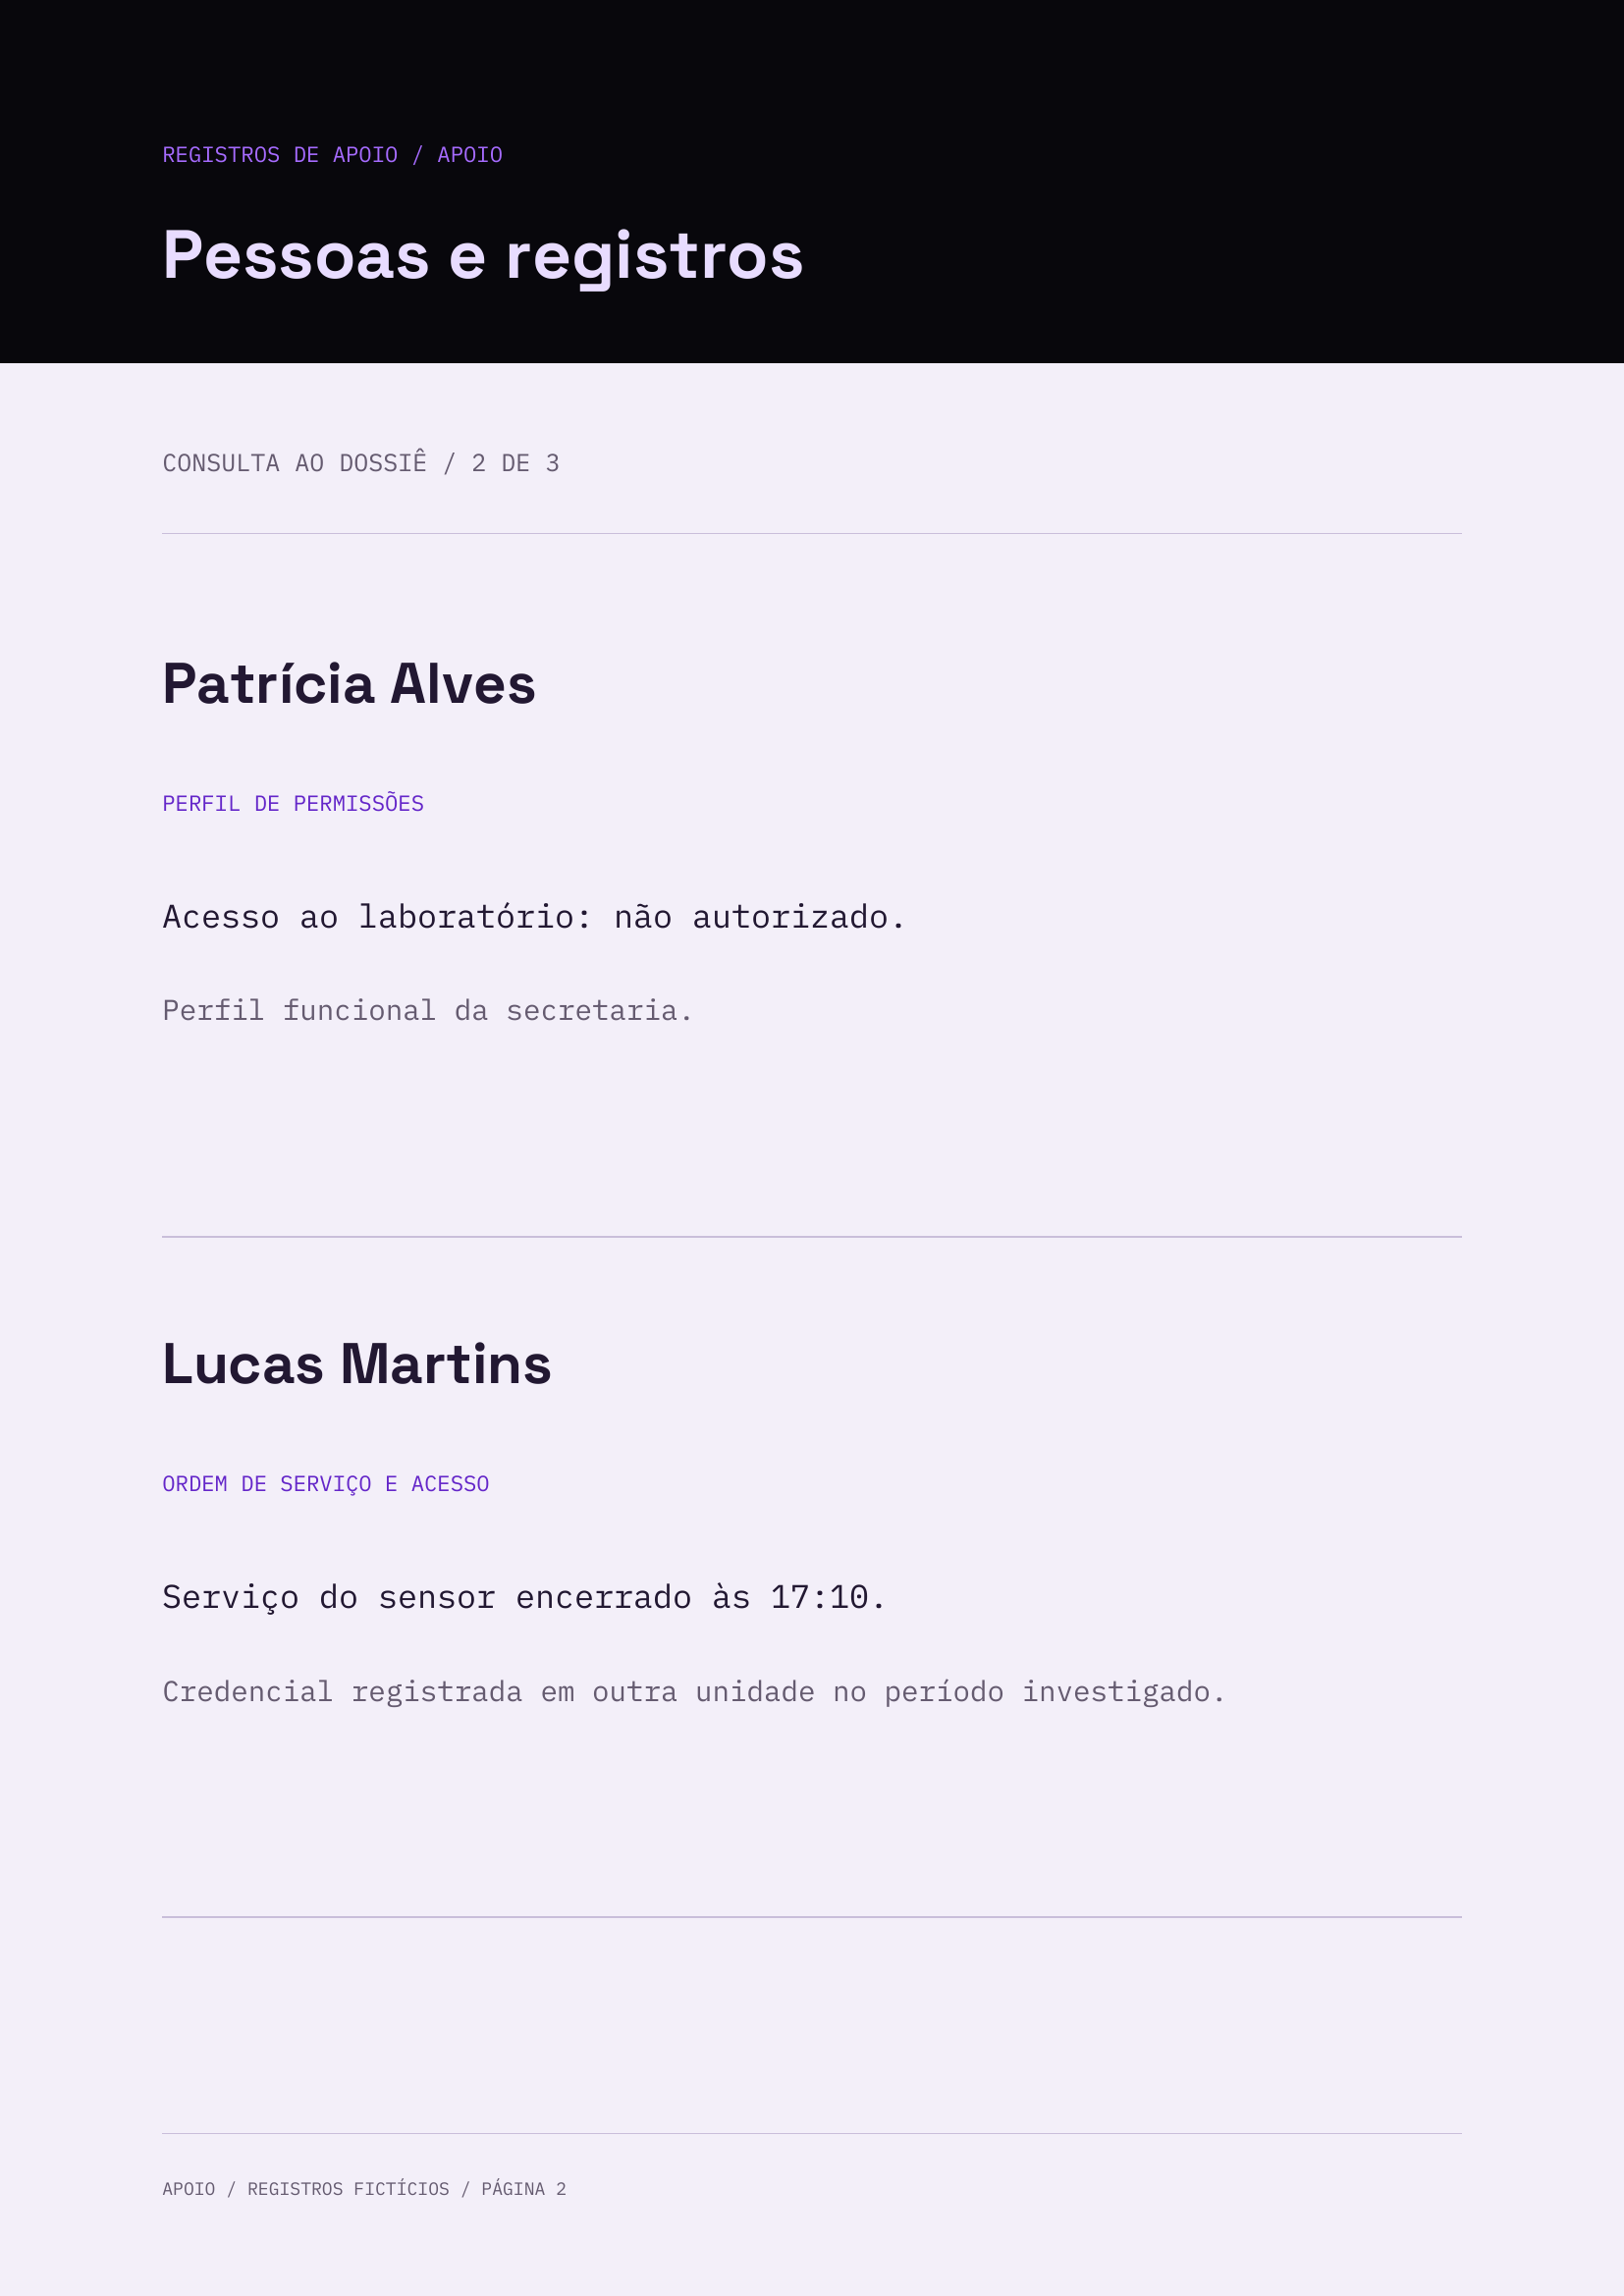 REGISTROS DE APOIO / APOIO
Pessoas e registros
CONSULTA AO DOSSIÊ / 2 DE 3
Patrícia Alves
PERFIL DE PERMISSÕES
Acesso ao laboratório: não autorizado.
Perfil funcional da secretaria.
Lucas Martins
ORDEM DE SERVIÇO E ACESSO
Serviço do sensor encerrado às 17:10.
Credencial registrada em outra unidade no período investigado.
APOIO / REGISTROS FICTÍCIOS / PÁGINA 2